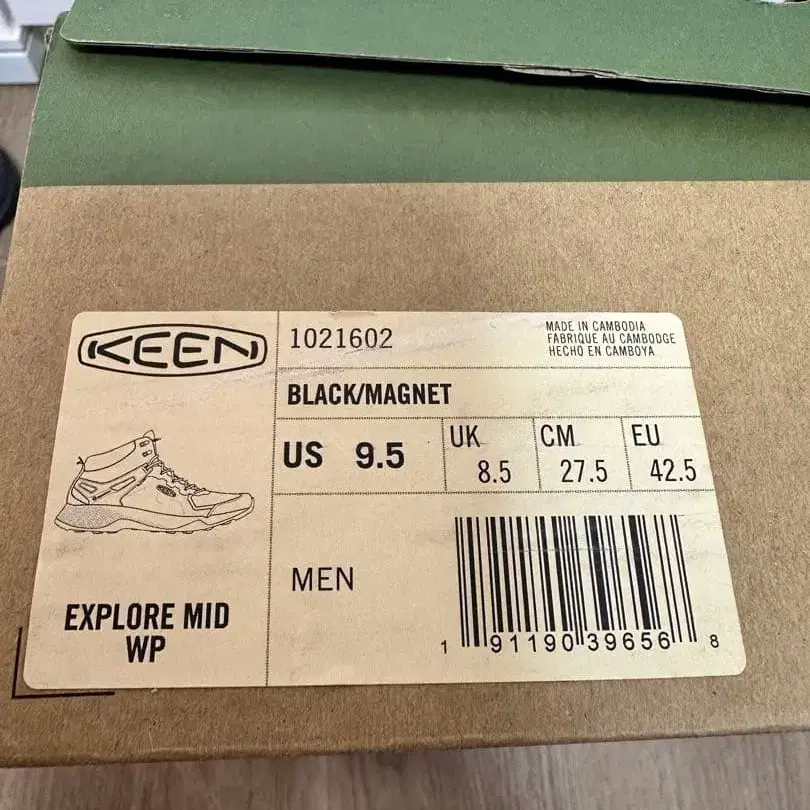 KEEN
1021602
MADE IN CAMBODIA
FABRIQUE AU CAMBODGE
HECHO EN CAMBOYA
BLACK/MAGNET
US 9.5
UK 8.5
CM 27.5
EU 42.5
MEN
EXPLORE MID
WP
1 91190 39656 8